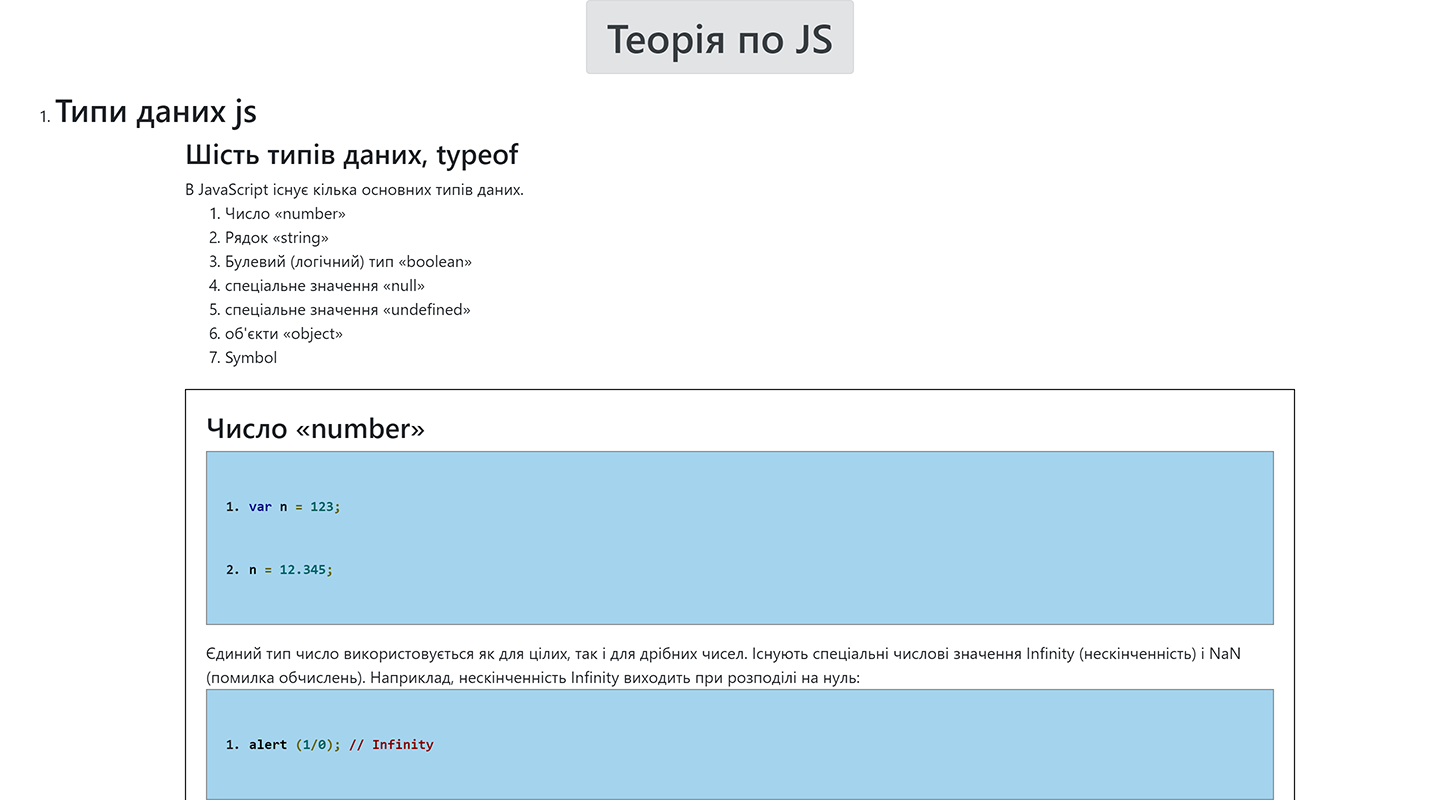 Теорія по JS
1. Типи даних js
Шість типів даних, typeof
В JavaScript існує кілька основних типів даних.
1. Число «number»
2. Рядок «string»
3. Булевий (логічний) тип «boolean»
4. спеціальне значення «null»
5. спеціальне значення «undefined»
6. об'єкти «object»
7. Symbol
Число «number»
1. var n = 123;
2. n = 12.345;
Єдиний тип число використовується як для цілих, так і для дрібних чисел. Існують спеціальні числові значення Infinity (нескінченність) і NaN
(помилка обчислень). Наприклад, нескінченність Infinity виходить при розподілі на нуль:
1. alert (1/0); // Infinity